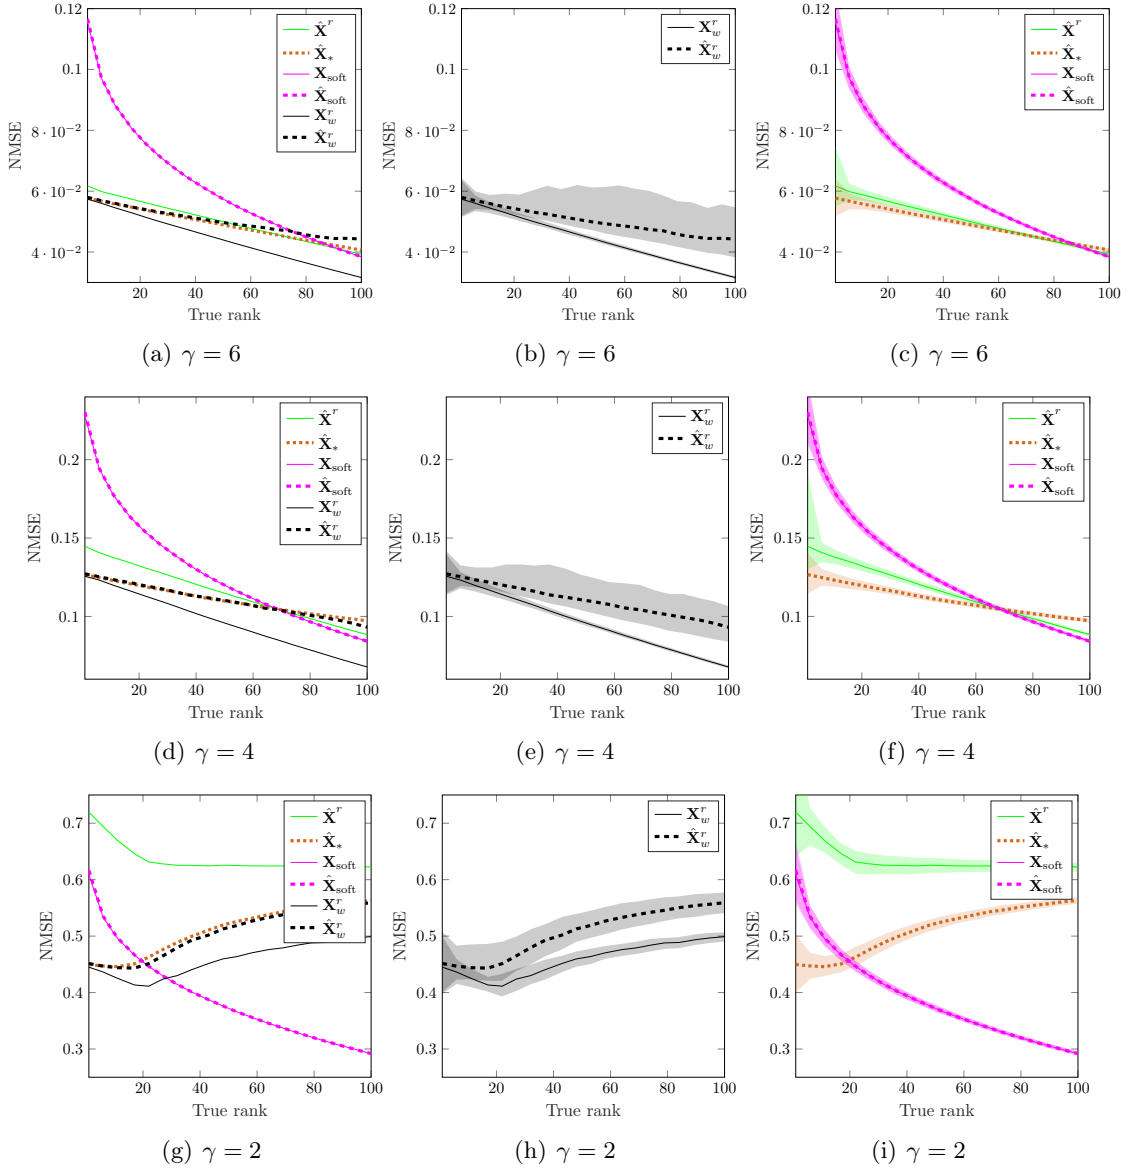 0.12
0.1
8 · 10⁻²
6 · 10⁻²
4 · 10⁻²
NMSE
20 40 60 80 100
True rank
X̂ʳ
X̂_*
X_soft
X̂_soft
X_w^r
X̂_w^r
(a) γ = 6
0.12
0.1
8 · 10⁻²
6 · 10⁻²
4 · 10⁻²
NMSE
20 40 60 80 100
True rank
X_w^r
X̂_w^r
(b) γ = 6
0.12
0.1
8 · 10⁻²
6 · 10⁻²
4 · 10⁻²
NMSE
20 40 60 80 100
True rank
X̂ʳ
X̂_*
X_soft
X̂_soft
(c) γ = 6
0.2
0.15
0.1
NMSE
20 40 60 80 100
True rank
X̂ʳ
X̂_*
X_soft
X̂_soft
X_w^r
X̂_w^r
(d) γ = 4
0.2
0.15
0.1
NMSE
20 40 60 80 100
True rank
X_w^r
X̂_w^r
(e) γ = 4
0.2
0.15
0.1
NMSE
20 40 60 80 100
True rank
X̂ʳ
X̂_*
X_soft
X̂_soft
(f) γ = 4
0.7
0.6
0.5
0.4
0.3
NMSE
20 40 60 80 100
True rank
X̂ʳ
X̂_*
X_soft
X̂_soft
X_w^r
X̂_w^r
(g) γ = 2
0.7
0.6
0.5
0.4
0.3
NMSE
20 40 60 80 100
True rank
X_w^r
X̂_w^r
(h) γ = 2
0.7
0.6
0.5
0.4
0.3
NMSE
20 40 60 80 100
True rank
X̂ʳ
X̂_*
X_soft
X̂_soft
(i) γ = 2